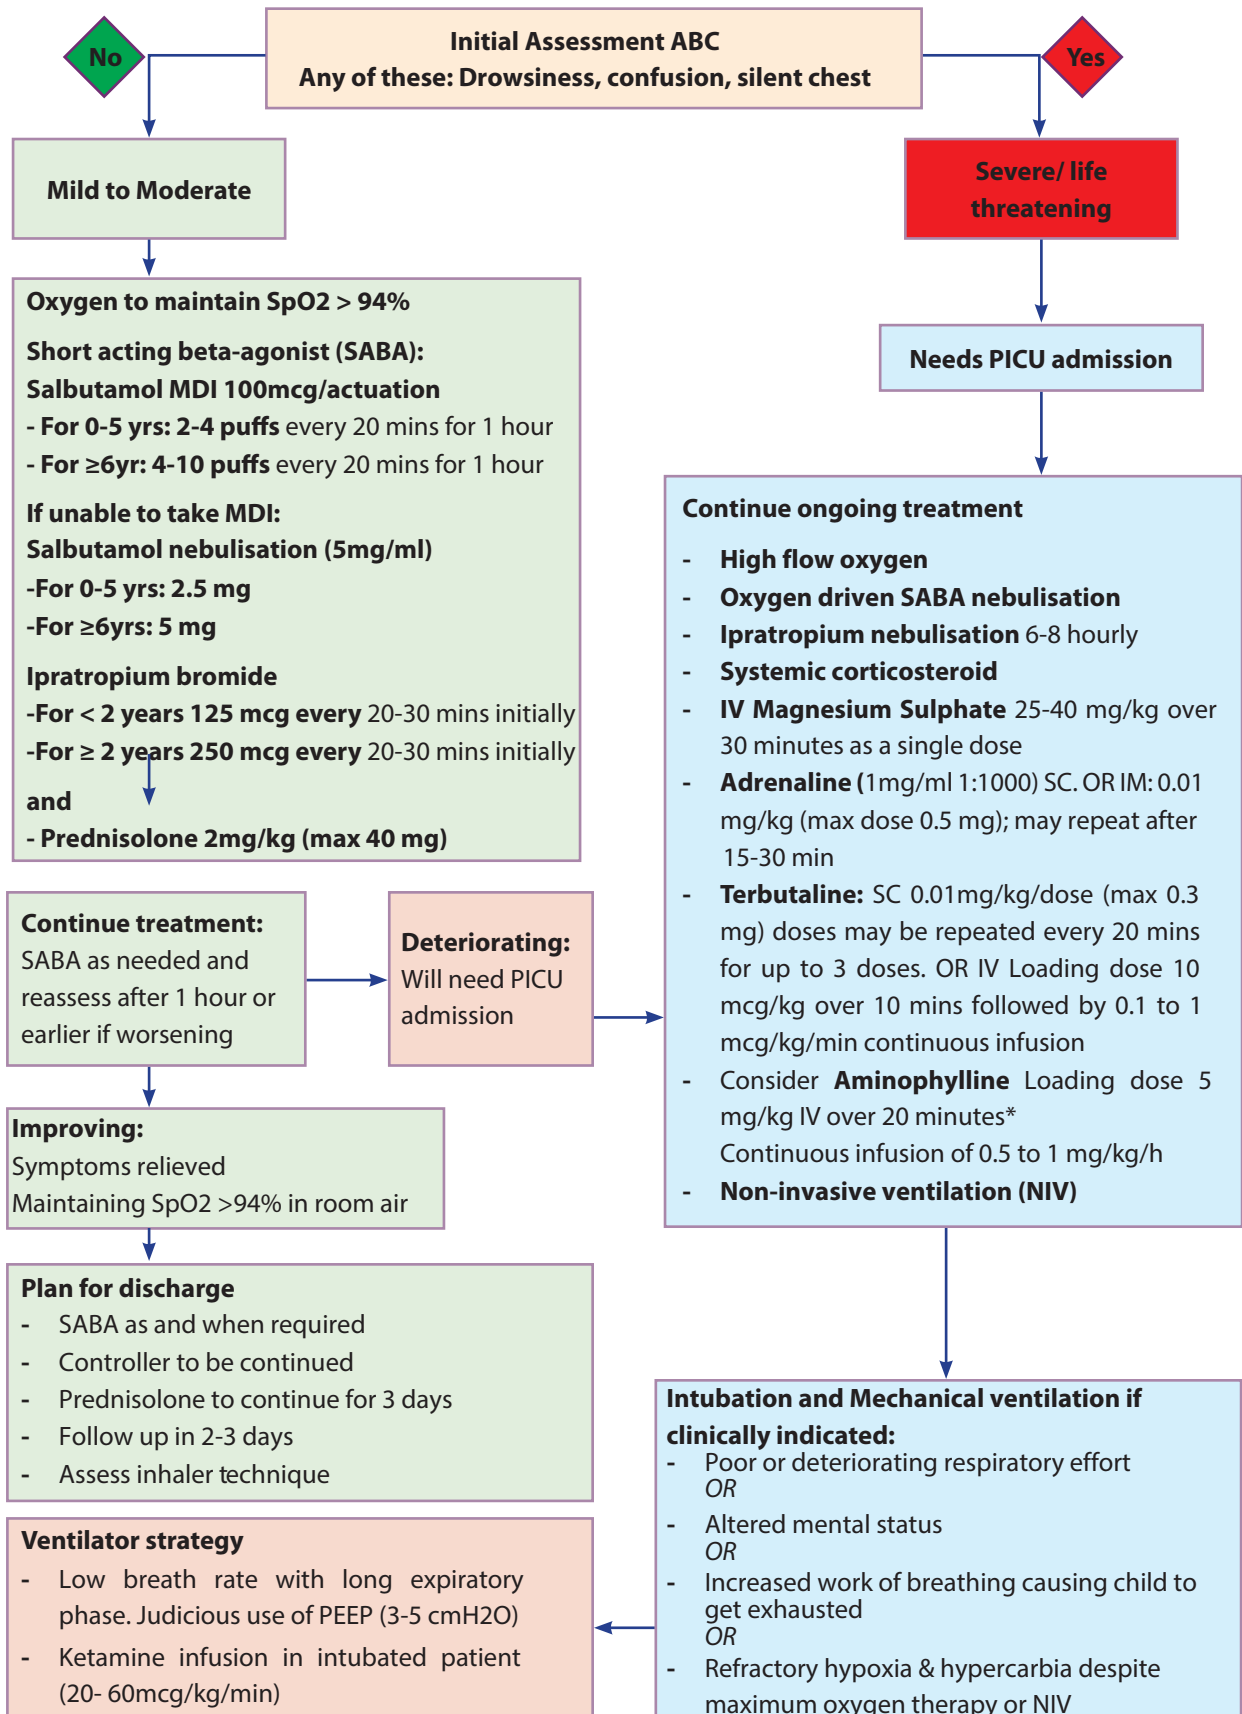 No
Initial Assessment ABC
Any of these: Drowsiness, confusion, silent chest
Yes
Mild to Moderate
Severe/ life
threatening
Oxygen to maintain SpO2 > 94%
Short acting beta-agonist (SABA):
Salbutamol MDI 100mcg/actuation
- For 0-5 yrs: 2-4 puffs every 20 mins for 1 hour
- For ≥6yr: 4-10 puffs every 20 mins for 1 hour
If unable to take MDI:
Salbutamol nebulisation (5mg/ml)
-For 0-5 yrs: 2.5 mg
-For ≥6yrs: 5 mg
Ipratropium bromide
-For < 2 years 125 mcg every 20-30 mins initially
-For ≥ 2 years 250 mcg every 20-30 mins initially
and
- Prednisolone 2mg/kg (max 40 mg)
Needs PICU admission
Continue ongoing treatment
- High flow oxygen
- Oxygen driven SABA nebulisation
- Ipratropium nebulisation 6-8 hourly
- Systemic corticosteroid
- IV Magnesium Sulphate 25-40 mg/kg over
30 minutes as a single dose
- Adrenaline (1mg/ml 1:1000) SC. OR IM: 0.01
mg/kg (max dose 0.5 mg); may repeat after
15-30 min
- Terbutaline: SC 0.01mg/kg/dose (max 0.3
mg) doses may be repeated every 20 mins
for up to 3 doses. OR IV Loading dose 10
mcg/kg over 10 mins followed by 0.1 to 1
mcg/kg/min continuous infusion
- Consider Aminophylline Loading dose 5
mg/kg IV over 20 minutes*
Continuous infusion of 0.5 to 1 mg/kg/h
- Non-invasive ventilation (NIV)
Continue treatment:
SABA as needed and
reassess after 1 hour or
earlier if worsening
Deteriorating:
Will need PICU
admission
Improving:
Symptoms relieved
Maintaining SpO2 >94% in room air
Plan for discharge
- SABA as and when required
- Controller to be continued
- Prednisolone to continue for 3 days
- Follow up in 2-3 days
- Assess inhaler technique
Intubation and Mechanical ventilation if
clinically indicated:
- Poor or deteriorating respiratory effort
OR
- Altered mental status
OR
- Increased work of breathing causing child to
get exhausted
OR
- Refractory hypoxia & hypercarbia despite
maximum oxygen therapy or NIV
Ventilator strategy
- Low breath rate with long expiratory
phase. Judicious use of PEEP (3-5 cmH2O)
- Ketamine infusion in intubated patient
(20- 60mcg/kg/min)